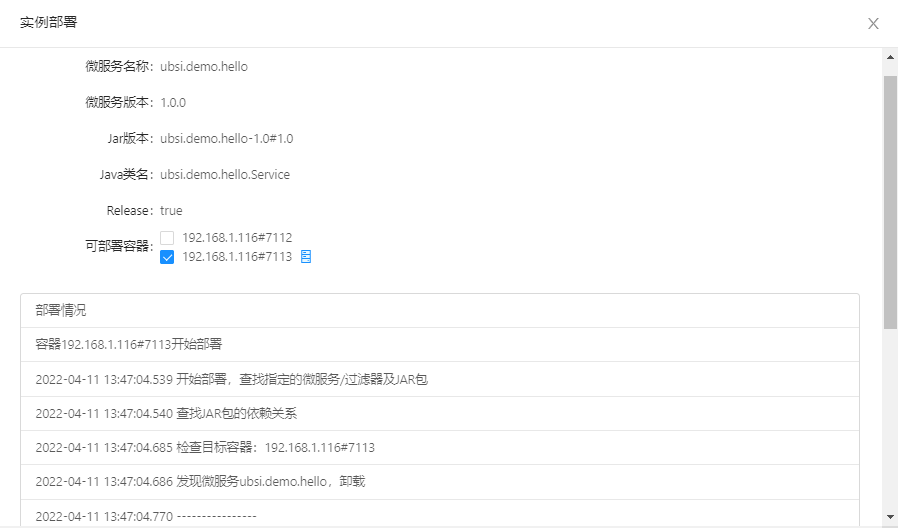 实例部署
微服务名称：ubsi.demo.hello
微服务版本：1.0.0
Jar版本：ubsi.demo.hello-1.0#1.0
Java类名：ubsi.demo.hello.Service
Release：true
可部署容器：
192.168.1.116#7112
192.168.1.116#7113
部署情况
容器192.168.1.116#7113开始部署
2022-04-11 13:47:04.539 开始部署，查找指定的微服务/过滤器及JAR包
2022-04-11 13:47:04.540 查找JAR包的依赖关系
2022-04-11 13:47:04.685 检查目标容器：192.168.1.116#7113
2022-04-11 13:47:04.686 发现微服务ubsi.demo.hello，卸载
2022-04-11 13:47:04.770 ----------------